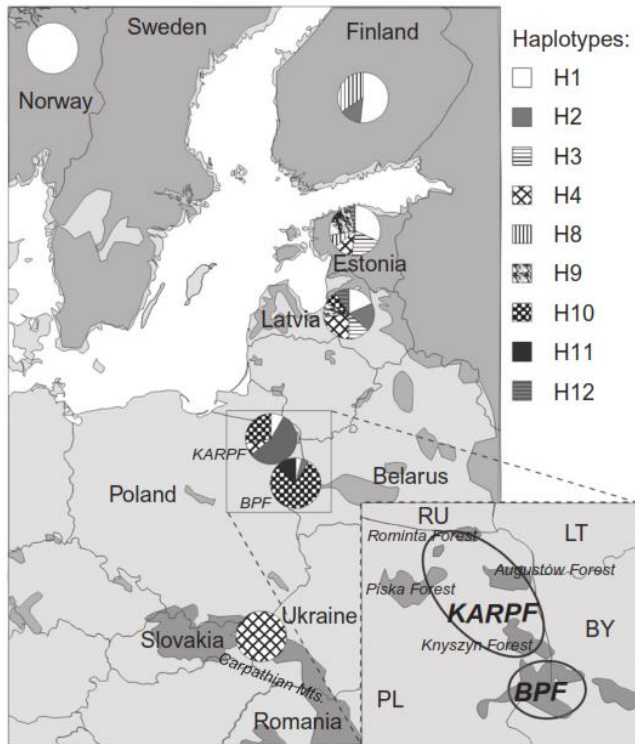 Sweden
Finland
Norway
Estonia
Latvia
KARPF
BPF
Belarus
Poland
Ukraine
Slovakia
Carpathian Mts.
Romania
Haplotypes:
H1
H2
H3
H4
H8
H9
H10
H11
H12
RU
LT
Rominta Forest
Augustów Forest
Piska Forest
KARPF
BY
Knyszyn Forest
PL
BPF